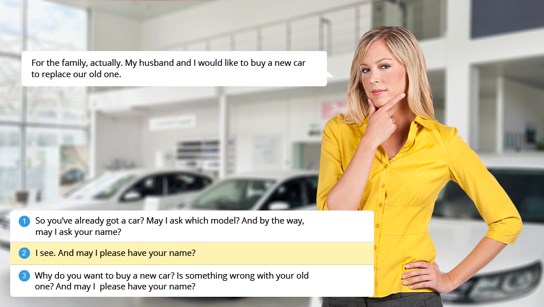 For the family, actually. My husband and I would like to buy a new car
to replace our old one.
1 So you've already got a car? May I ask which model? And by the way,
may I ask your name?
2 I see. And may I please have your name?
3 Why do you want to buy a new car? Is something wrong with your old
one? And may I please have your name?